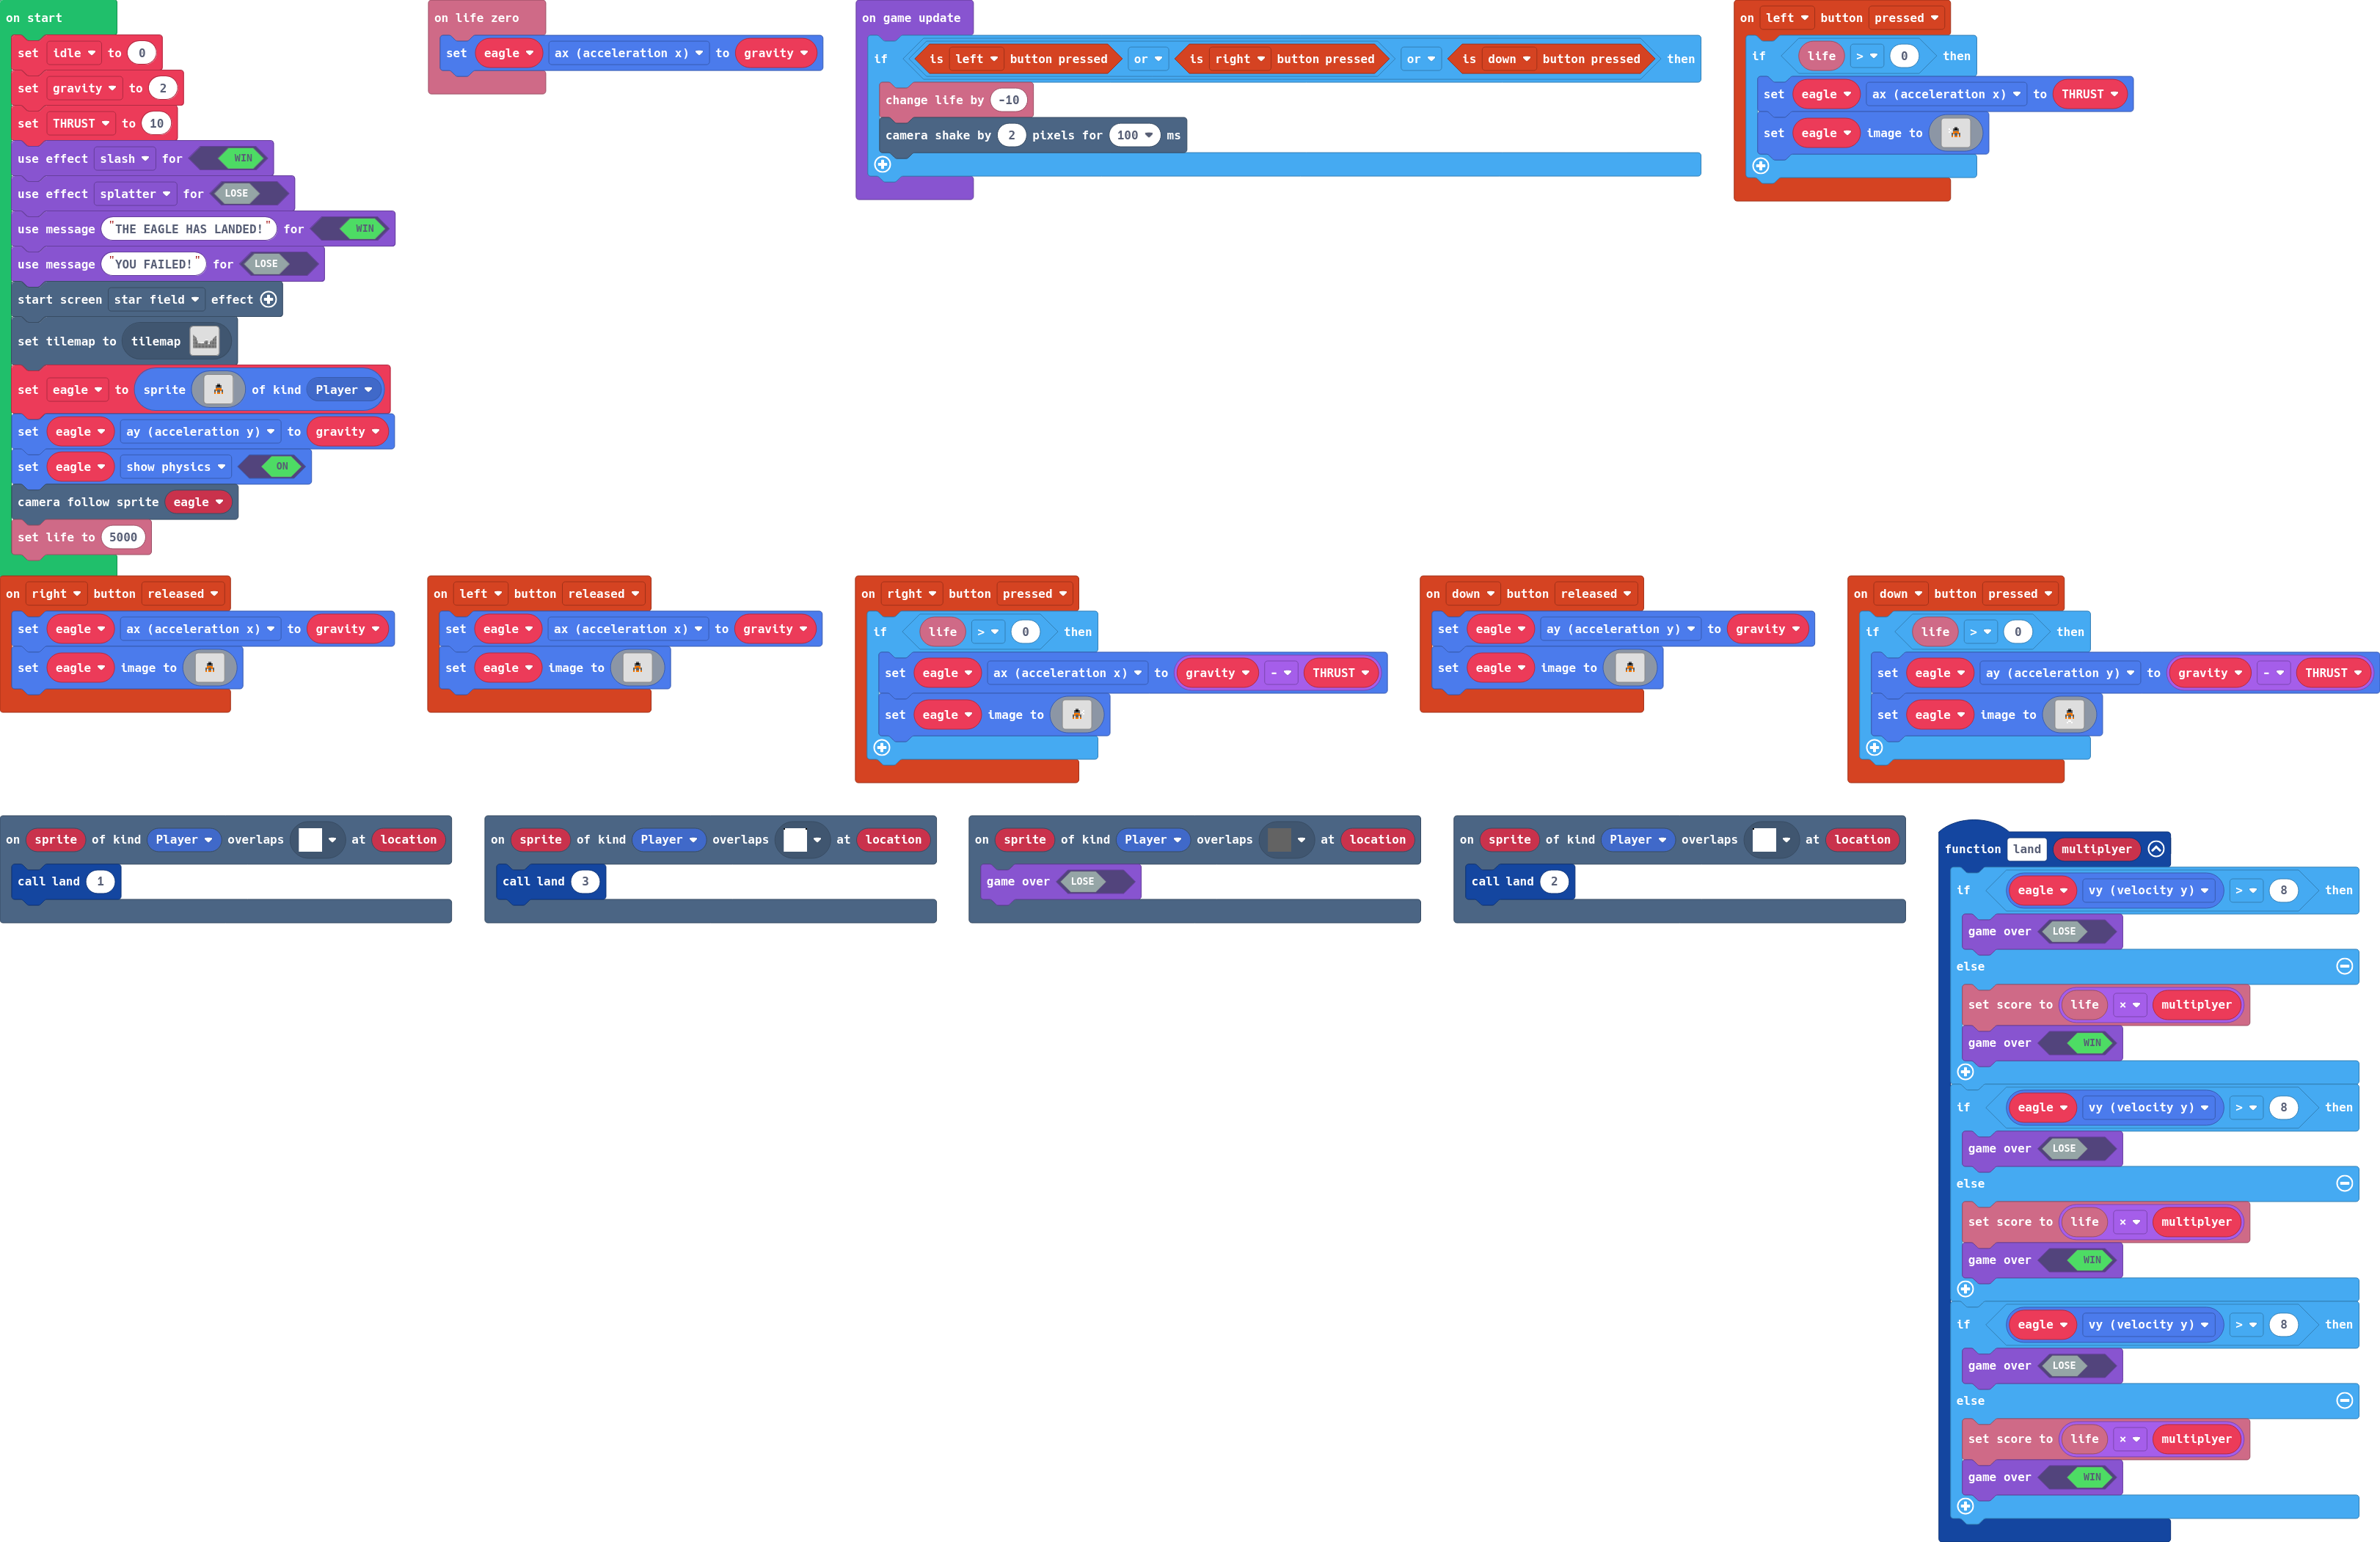 on start
set idle to 0
set gravity to 2
set THRUST to 10
use effect slash for WIN
use effect splatter for LOSE
use message "THE EAGLE HAS LANDED!" for WIN
use message "YOU FAILED!" for LOSE
start screen star field effect
set tilemap to tilemap
set eagle to sprite of kind Player
set eagle ay (acceleration y) to gravity
set eagle show physics ON
camera follow sprite eagle
set life to 5000
on life zero
set eagle ax (acceleration x) to gravity
on game update
if is left button pressed or is right button pressed or is down button pressed then
change life by -10
camera shake by 2 pixels for 100 ms
on left button pressed
if life > 0 then
set eagle ax (acceleration x) to THRUST
set eagle image to
on right button released
set eagle ax (acceleration x) to gravity
set eagle image to
on left button released
set eagle ax (acceleration x) to gravity
set eagle image to
on right button pressed
if life > 0 then
set eagle ax (acceleration x) to gravity - THRUST
set eagle image to
on down button released
set eagle ay (acceleration y) to gravity
set eagle image to
on down button pressed
if life > 0 then
set eagle ay (acceleration y) to gravity - THRUST
set eagle image to
on sprite of kind Player overlaps at location
call land 1
on sprite of kind Player overlaps at location
call land 3
on sprite of kind Player overlaps at location
game over LOSE
on sprite of kind Player overlaps at location
call land 2
function land multiplyer
if eagle vy (velocity y) > 8 then
game over LOSE
else
set score to life × multiplyer
game over WIN
if eagle vy (velocity y) > 8 then
game over LOSE
else
set score to life × multiplyer
game over WIN
if eagle vy (velocity y) > 8 then
game over LOSE
else
set score to life × multiplyer
game over WIN